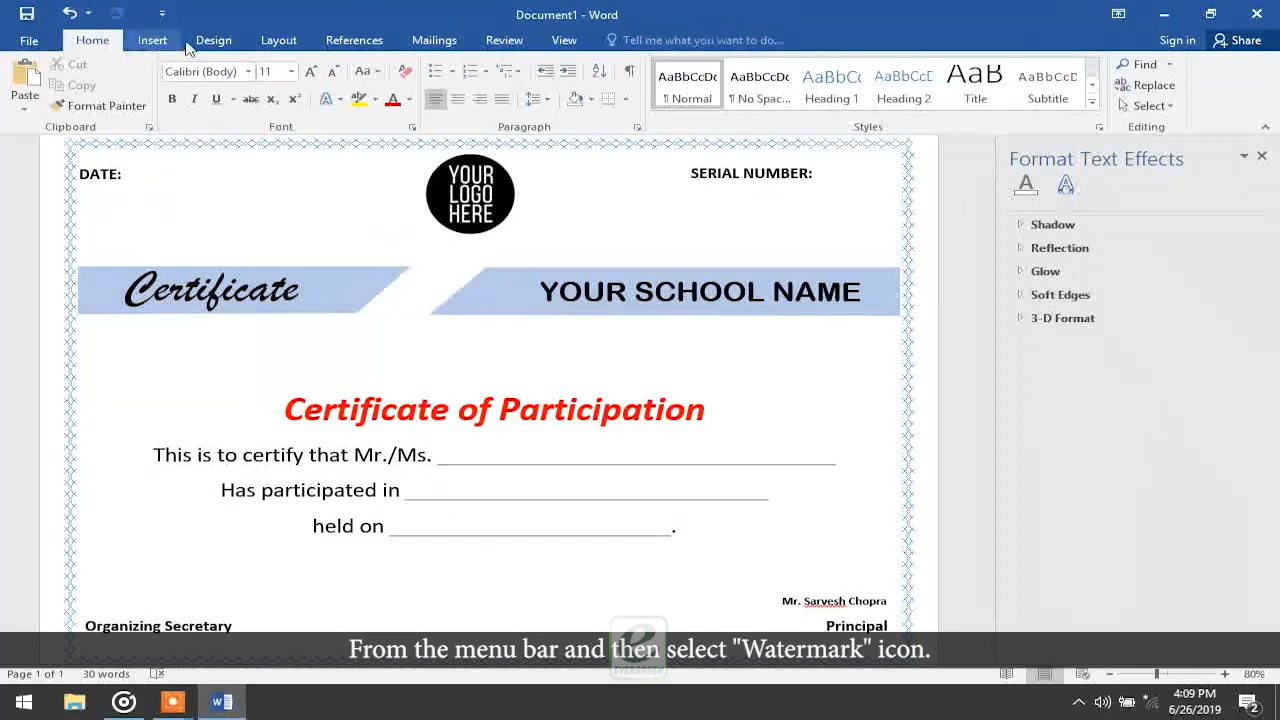 Document1 - Word
File Home Insert Design Layout References Mailings Review View Tell me what you want to do... Sign in Share
Cut
Copy
Paste
Format Painter
Clipboard
Calibri (Body) 11
Font
Paragraph
AaBbCcDc AaBbCcDc AaBbCc AaBbCcE AaB AaBbCcD
¶ Normal ¶ No Spac... Heading 1 Heading 2 Title Subtitle
Styles
Find
Replace
Select
Editing
Format Text Effects
Shadow
Reflection
Glow
Soft Edges
3-D Format
DATE:
YOUR
LOGO
HERE
SERIAL NUMBER:
Certificate
YOUR SCHOOL NAME
Certificate of Participation
This is to certify that Mr./Ms. ______________________________
Has participated in ______________________________
held on ______________________________.
Mr. Sarvesh Chopra
Organizing Secretary Principal
From the menu bar and then select "Watermark" icon.
Page 1 of 1 30 words 80%
4:09 PM
6/26/2019
2